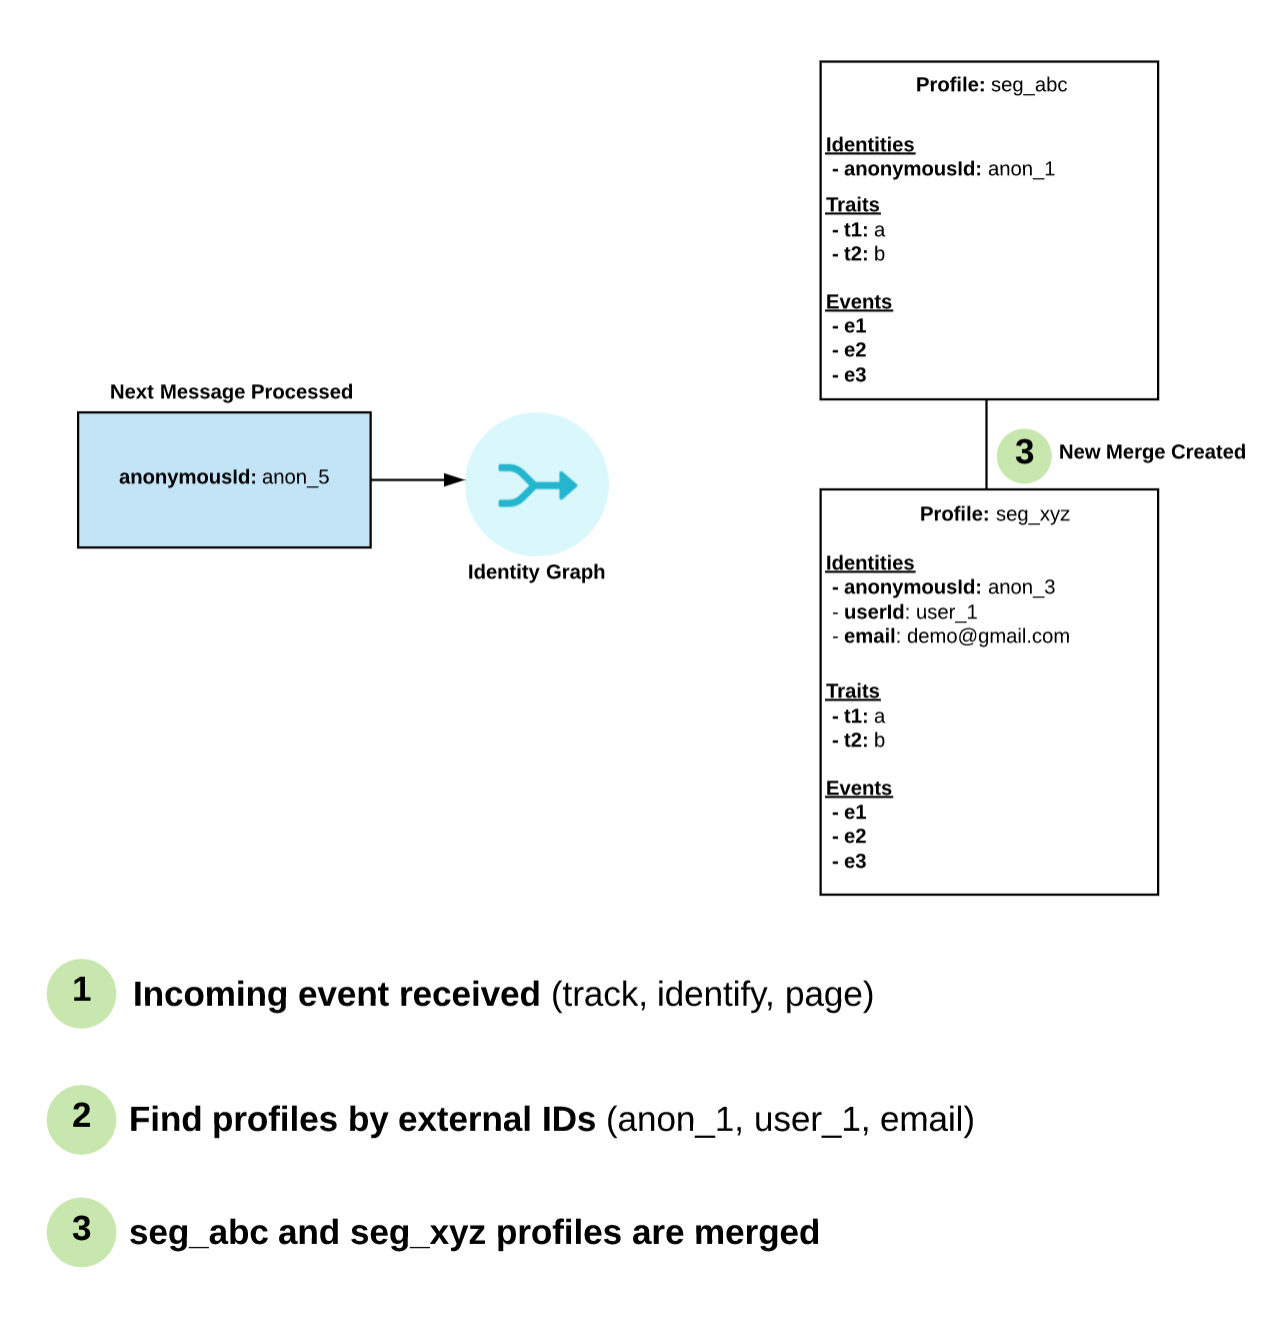 Profile: seg_abc
Identities
- anonymousId: anon_1
Traits
- t1: a
- t2: b
Events
- e1
- e2
- e3
Next Message Processed
anonymousId: anon_5
Identity Graph
3 New Merge Created
Profile: seg_xyz
Identities
- anonymousId: anon_3
- userId: user_1
- email: demo@gmail.com
Traits
- t1: a
- t2: b
Events
- e1
- e2
- e3
1 Incoming event received (track, identify, page)
2 Find profiles by external IDs (anon_1, user_1, email)
3 seg_abc and seg_xyz profiles are merged